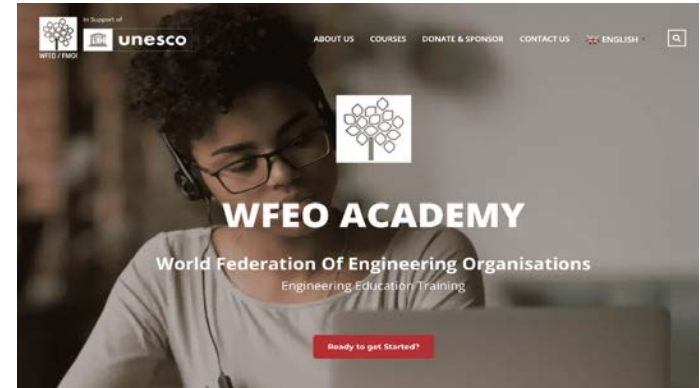 In Support of
unesco
WFEO / FMOI
ABOUT US COURSES DONATE & SPONSOR CONTACT US ENGLISH
WFEO ACADEMY
World Federation Of Engineering Organisations
Engineering Education Training
Ready to get Started?